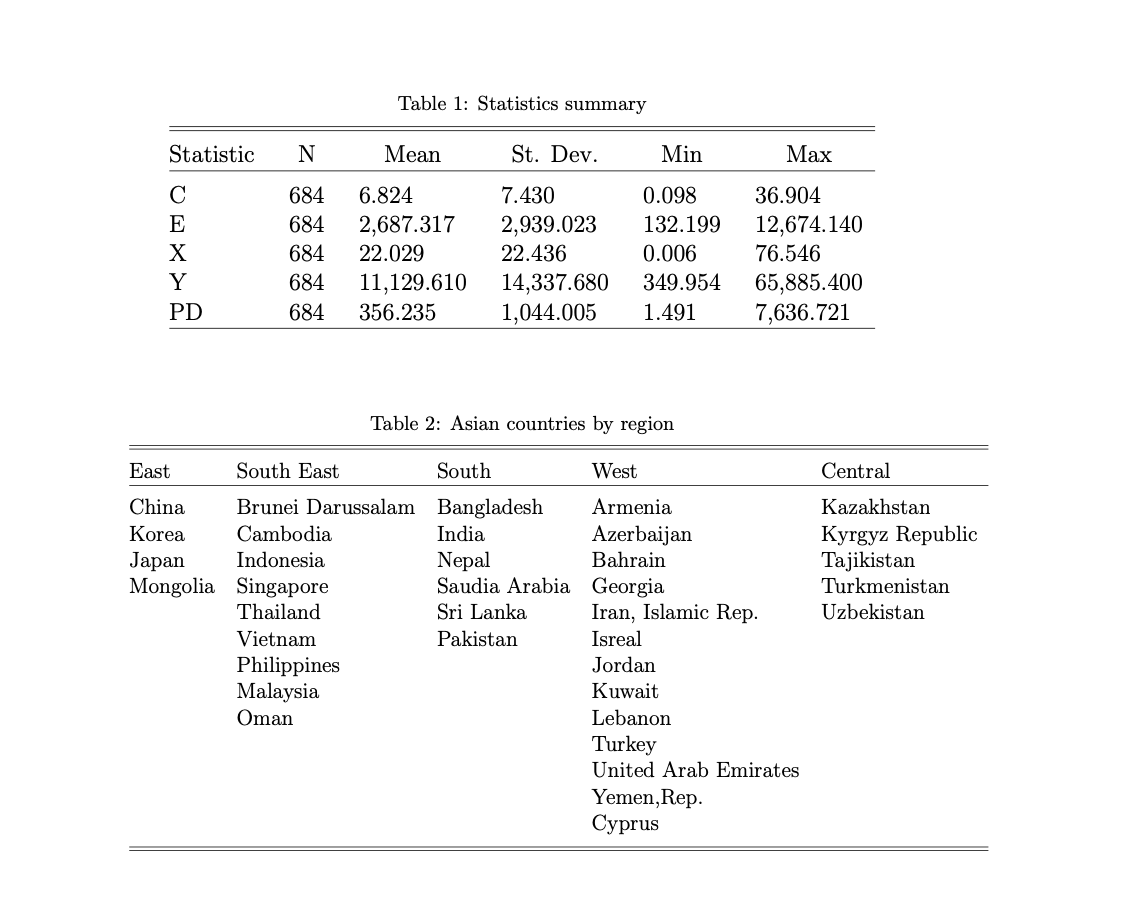 Table 1: Statistics summary
Statistic N Mean St. Dev. Min Max
C 684 6.824 7.430 0.098 36.904
E 684 2,687.317 2,939.023 132.199 12,674.140
X 684 22.029 22.436 0.006 76.546
Y 684 11,129.610 14,337.680 349.954 65,885.400
PD 684 356.235 1,044.005 1.491 7,636.721
Table 2: Asian countries by region
East South East South West Central
China Brunei Darussalam Bangladesh Armenia Kazakhstan
Korea Cambodia India Azerbaijan Kyrgyz Republic
Japan Indonesia Nepal Bahrain Tajikistan
Mongolia Singapore Saudia Arabia Georgia Turkmenistan
Thailand Sri Lanka Iran, Islamic Rep. Uzbekistan
Vietnam Pakistan Isreal
Philippines Jordan
Malaysia Kuwait
Oman Lebanon
Turkey
United Arab Emirates
Yemen,Rep.
Cyprus